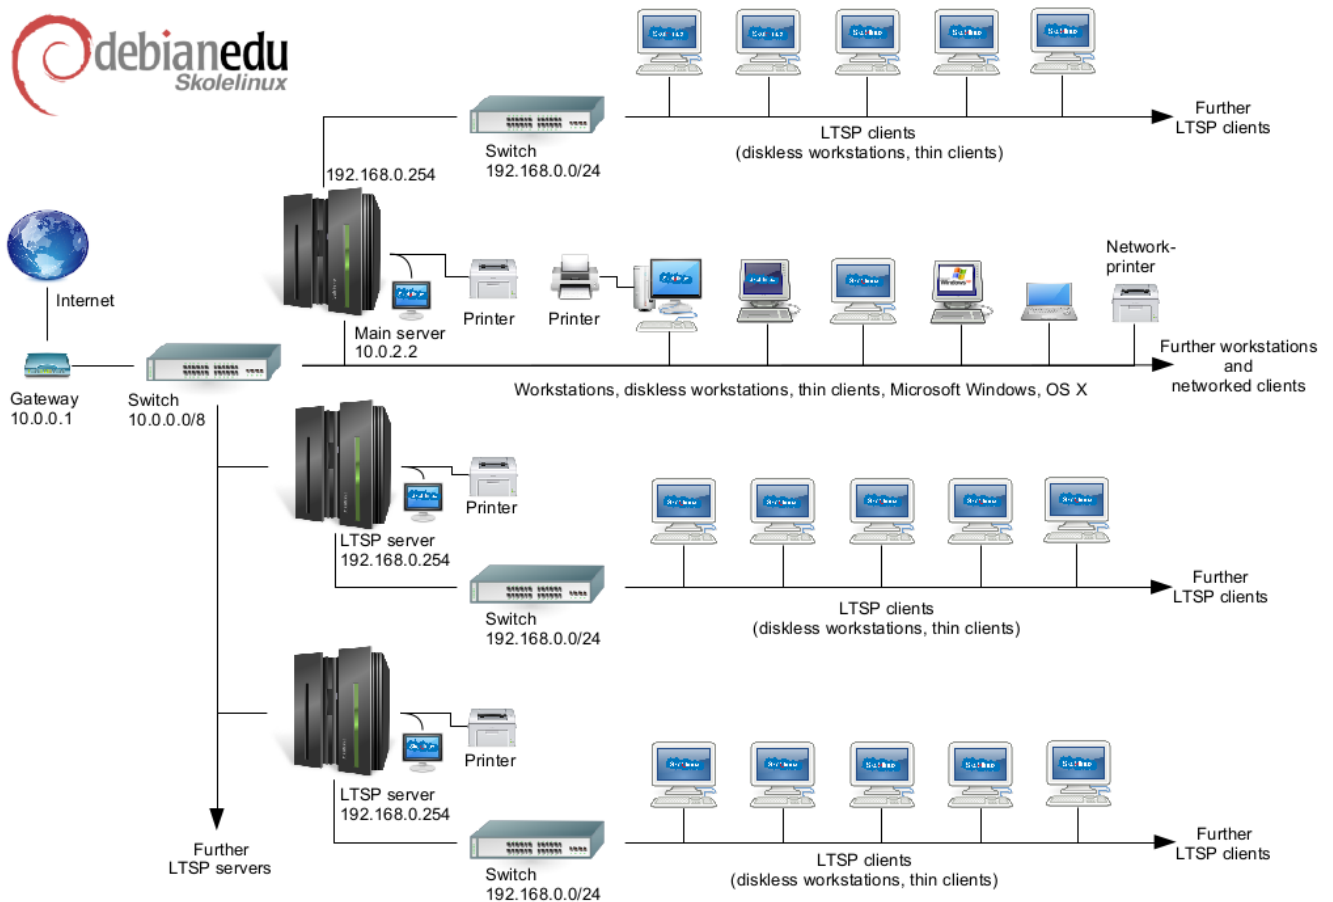 debianedu
Skolelinux
Further
LTSP clients
LTSP clients
(diskless workstations, thin clients)
Switch
192.168.0.0/24
192.168.0.254
Internet
Printer
Printer
Network-
printer
Main server
10.0.2.2
Gateway
10.0.0.1
Switch
10.0.0.0/8
Further workstations
and
networked clients
Workstations, diskless workstations, thin clients, Microsoft Windows, OS X
Printer
LTSP server
192.168.0.254
Switch
192.168.0.0/24
LTSP clients
(diskless workstations, thin clients)
Further
LTSP clients
Printer
LTSP server
192.168.0.254
Further
LTSP servers
Switch
192.168.0.0/24
LTSP clients
(diskless workstations, thin clients)
Further
LTSP clients